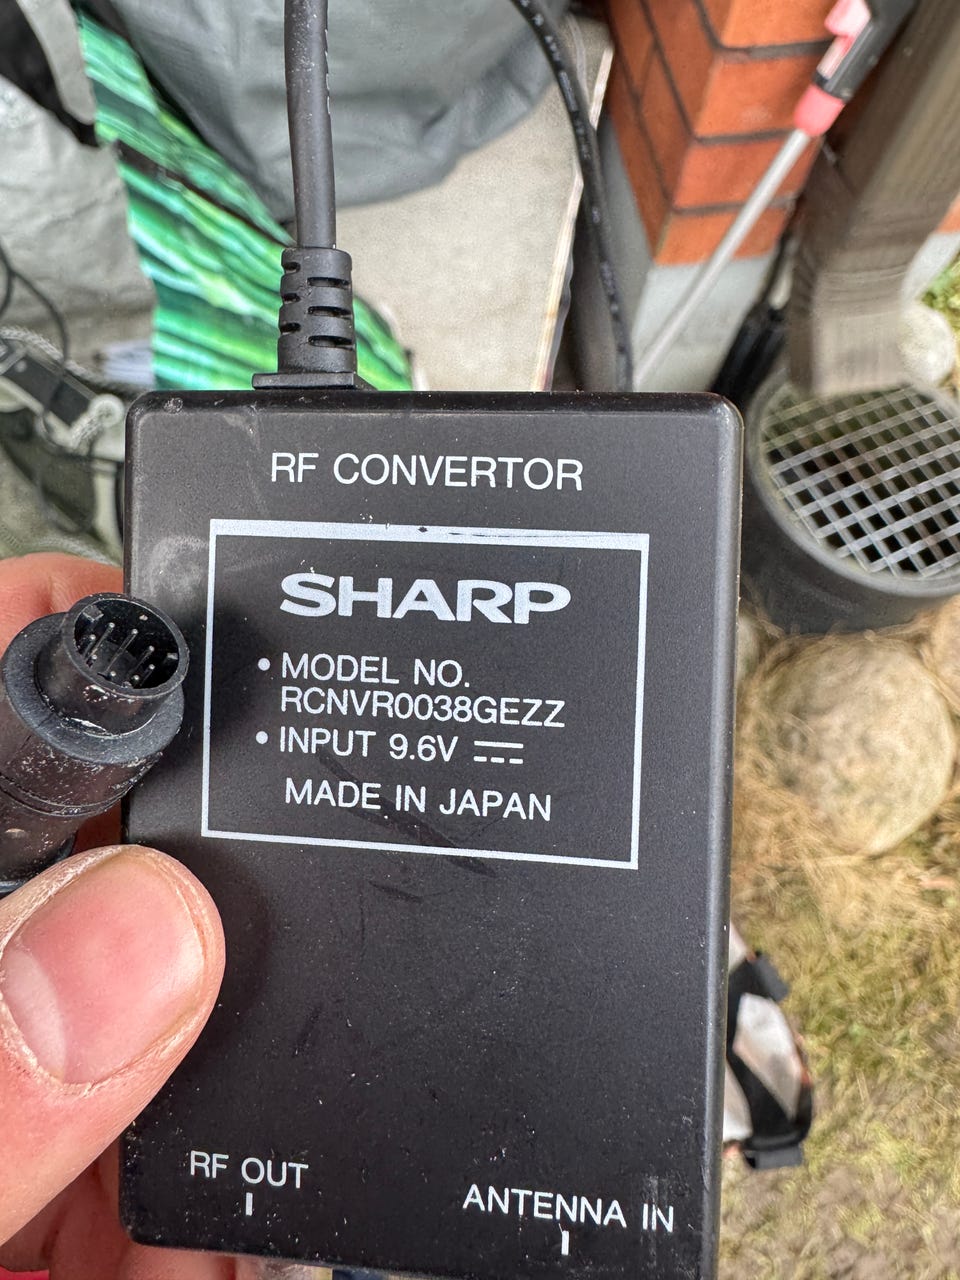 RF CONVERTOR
SHARP
• MODEL NO.
RCNVR0038GEZZ
• INPUT 9.6V ⎓
MADE IN JAPAN
RF OUT
ANTENNA IN